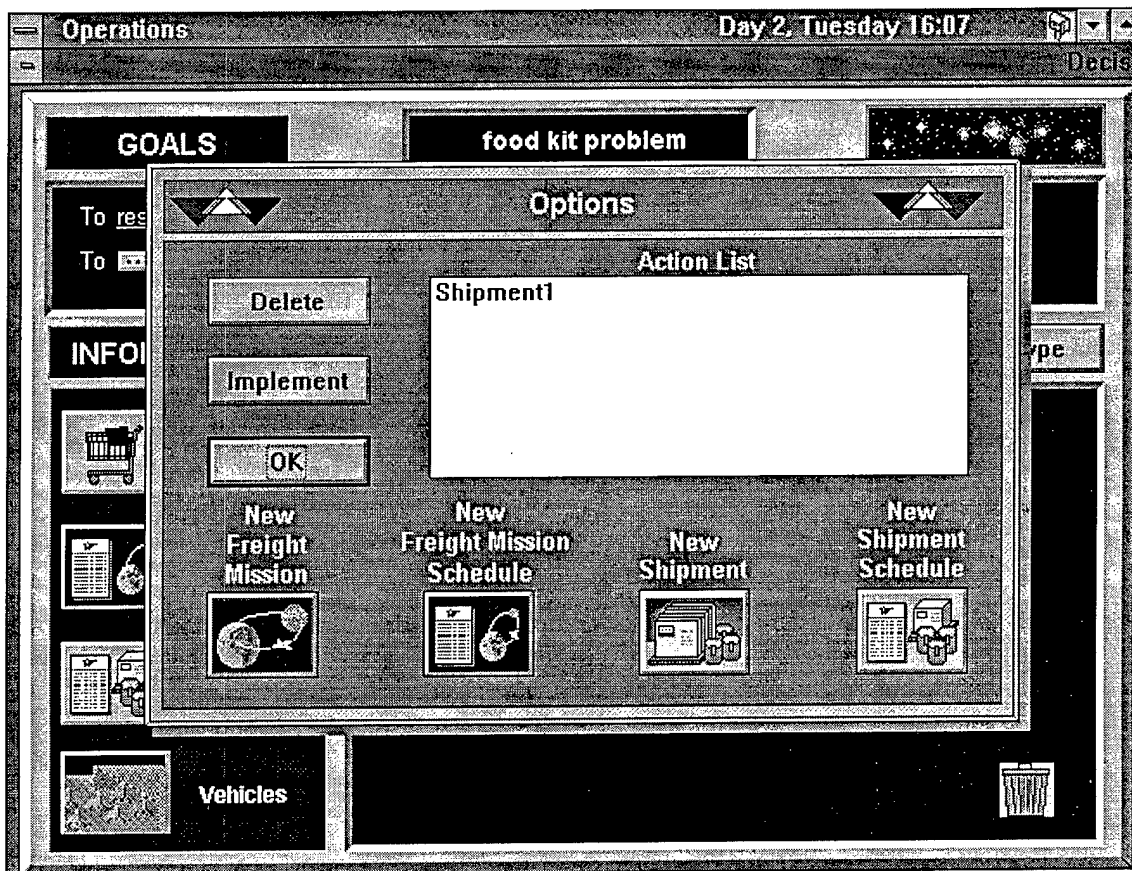 Operations
Day 2, Tuesday 16:07
Decis
GOALS
food kit problem
To res
To
Options
Action List
Shipment1
Delete
Implement
OK
INFO
ype
New
Freight
Mission
New
Freight Mission
Schedule
New
Shipment
New
Shipment
Schedule
Vehicles